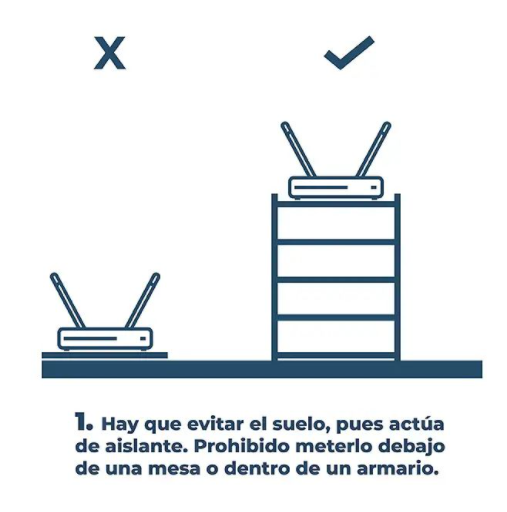 X
1. Hay que evitar el suelo, pues actúa
de aislante. Prohibido meterlo debajo
de una mesa o dentro de un armario.